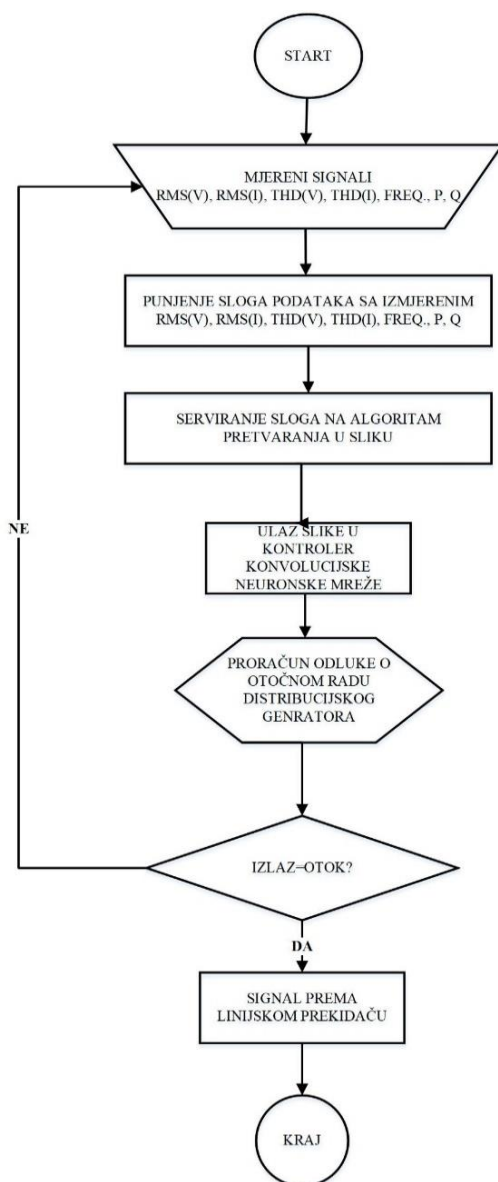 START
MJERENI SIGNALI
RMS(V), RMS(I), THD(V), THD(I), FREQ., P, Q
PUNJENJE SLOGA PODATAKA SA IZMJERENIM
RMS(V), RMS(I), THD(V), THD(I), FREQ., P, Q
SERVIRANJE SLOGA NA ALGORITAM
PRETVARANJA U SLIKU
ULAZ SLIKE U
KONTROLER
KONVOLUCIJSKE
NEURONSKE MREŽE
PRORAČUN ODLUKE O
OTOČNOM RADU
DISTRIBUCIJSKOG
GENRATORA
IZLAZ=OTOK?
NE
DA
SIGNAL PREMA
LINIJSKOM PREKIDAČU
KRAJ